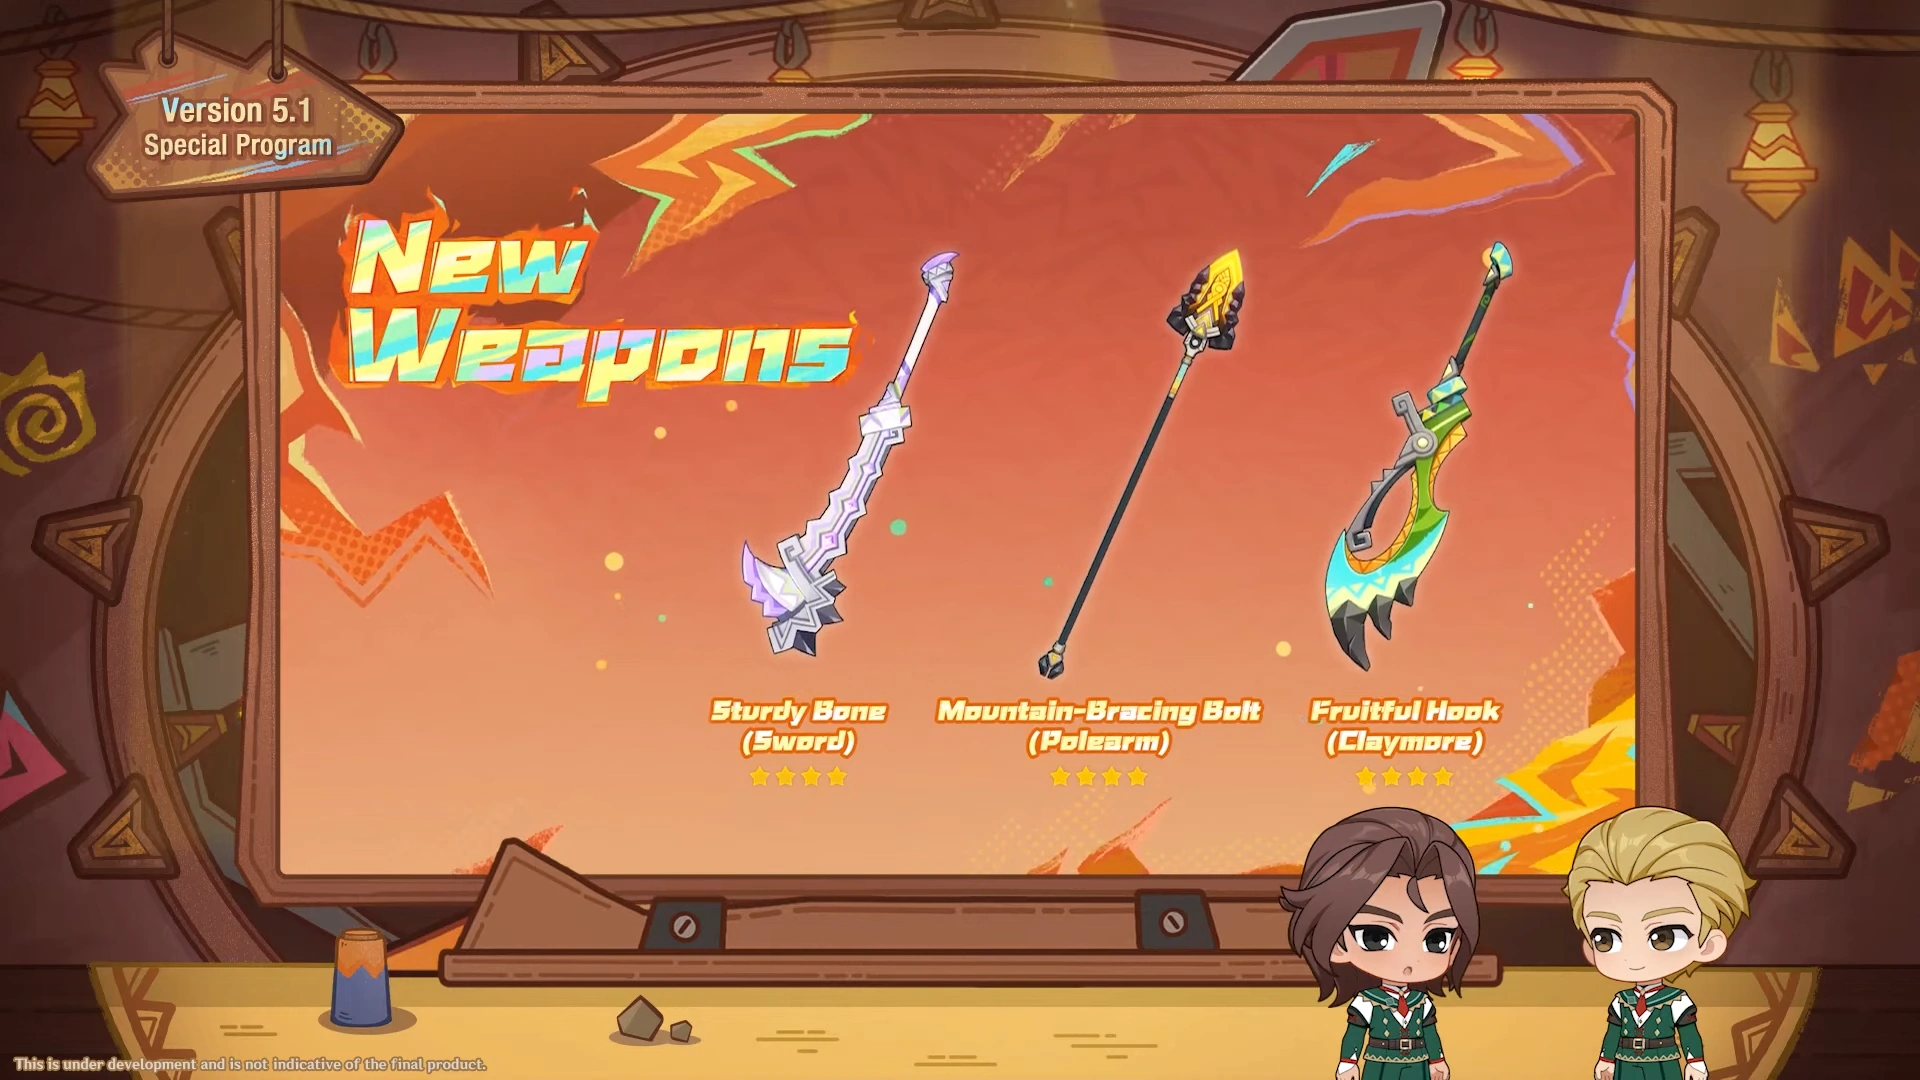 Version 5.1
Special Program
New
Weapons
Sturdy Bone
(Sword)
Mountain-Bracing Bolt
(Polearm)
Fruitful Hook
(Claymore)
This is under development and is not indicative of the final product.